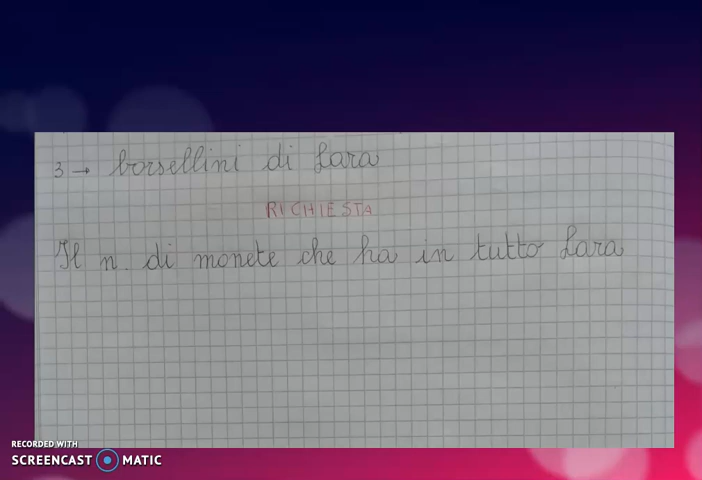 3 → borsellini di Lara
RICHIESTA
Il n. di monete che ha in tutto Lara
RECORDED WITH
SCREENCAST MATIC